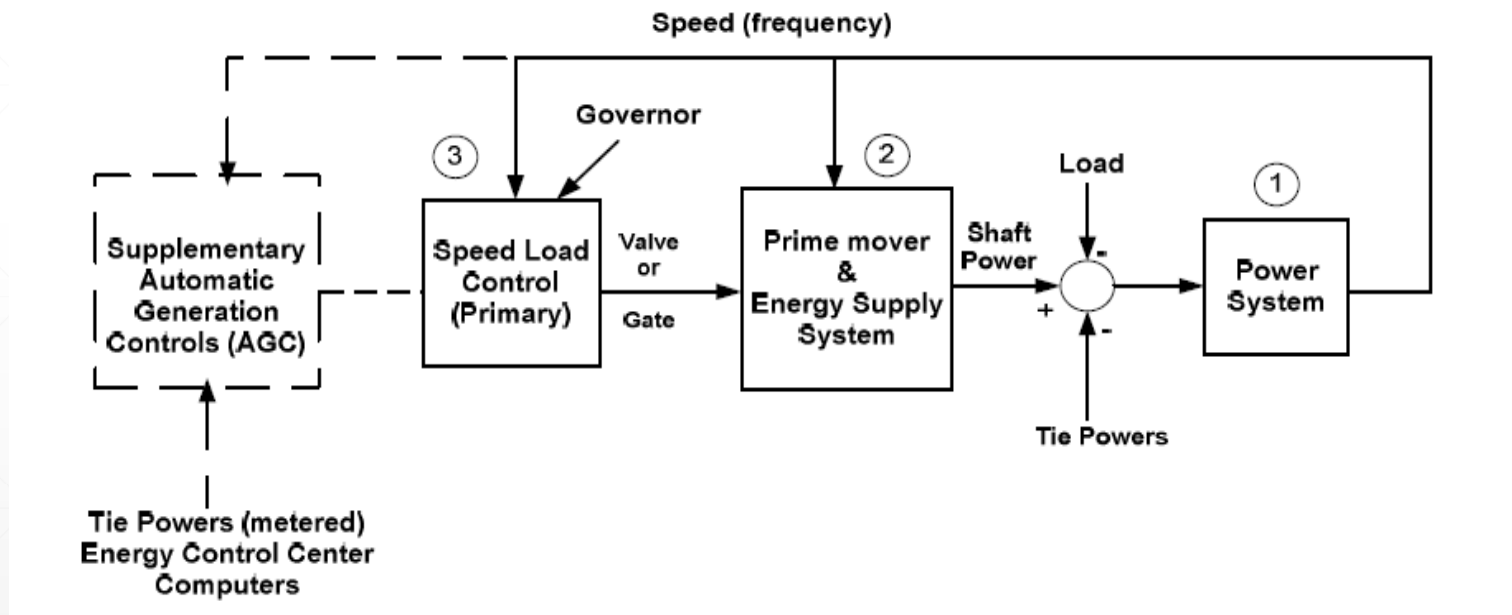 Speed (frequency)
Governor
3
2
Load
1
Supplementary
Automatic
Generation
Controls (AGC)
Speed Load
Control
(Primary)
Valve
or
Gate
Prime mover
&
Energy Supply
System
Shaft
Power
-
+
-
Power
System
Tie Powers
Tie Powers (metered)
Energy Control Center
Computers